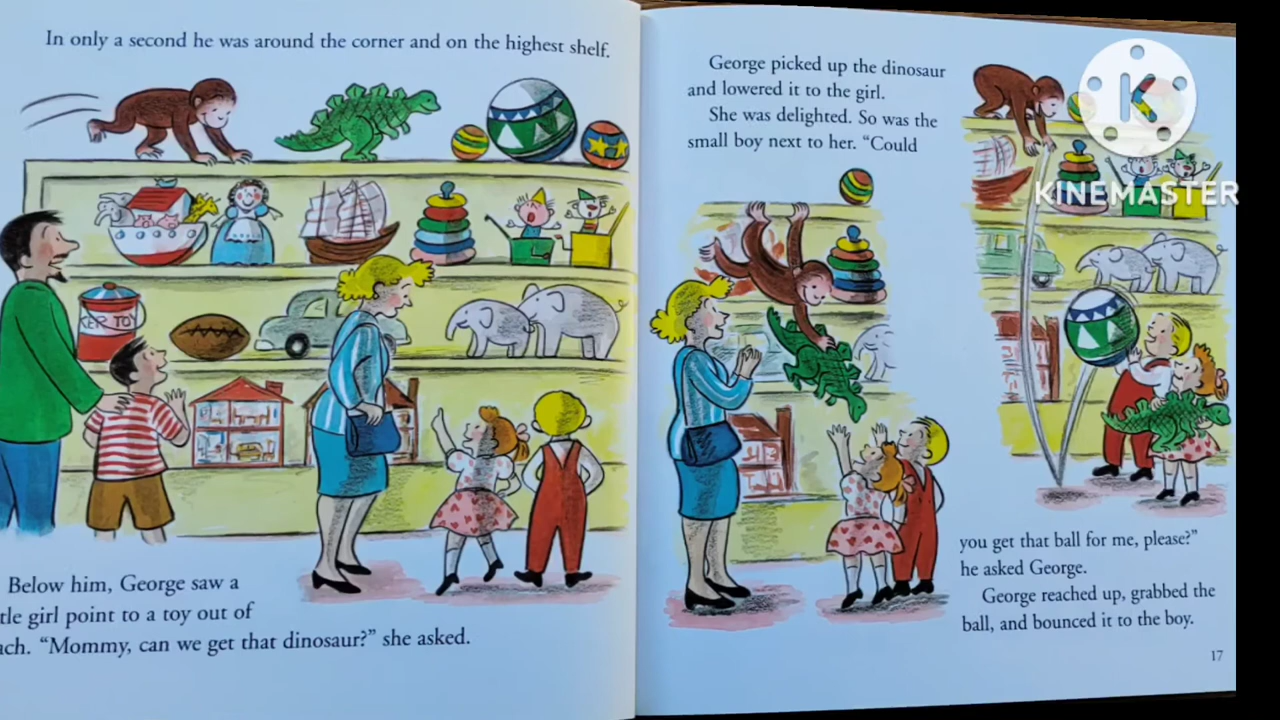 In only a second he was around the corner and on the highest shelf.
Below him, George saw a
girl point to a toy out of
"Mommy, can we get that dinosaur?" she asked.
George picked up the dinosaur
and lowered it to the girl.
She was delighted. So was the
small boy next to her. "Could
you get that ball for me, please?"
he asked George.
George reached up, grabbed the
ball, and bounced it to the boy.
17
TOY
K
KINEMASTER